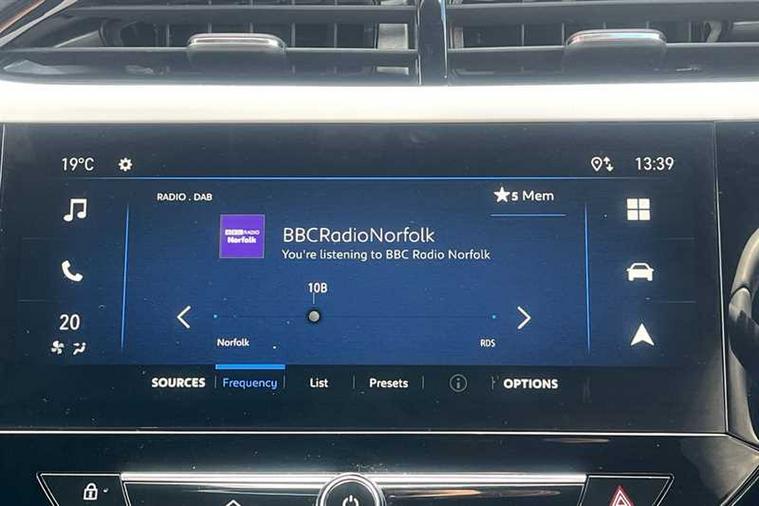 19°C
13:39
RADIO . DAB
5 Mem
BBC RADIO
Norfolk
BBCRadioNorfolk
You're listening to BBC Radio Norfolk
10B
20
Norfolk
RDS
SOURCES
Frequency
List
Presets
OPTIONS